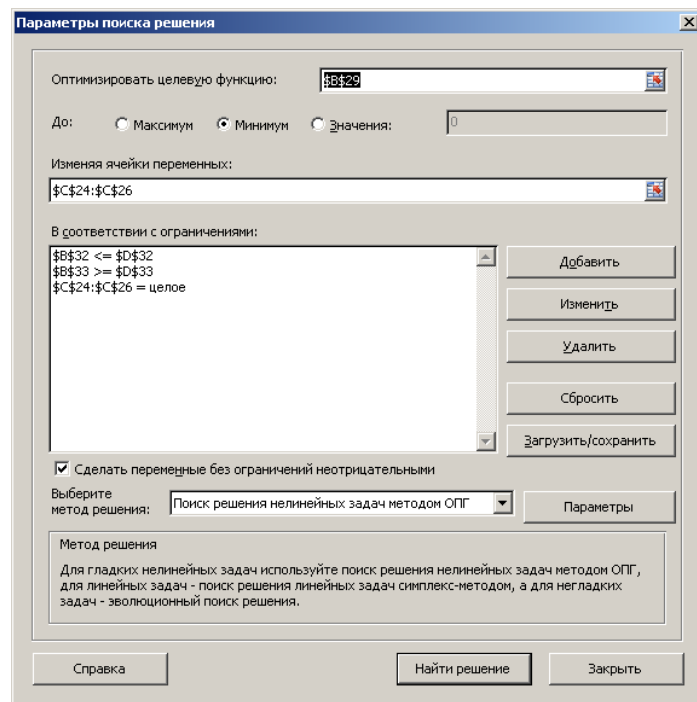 Параметры поиска решения
Оптимизировать целевую функцию: $B$29
До: Максимум Минимум Значения: 0
Изменяя ячейки переменных:
$C$24:$C$26
В соответствии с ограничениями:
$B$32 <= $D$32
$B$33 >= $D$33
$C$24:$C$26 = целое
Добавить
Изменить
Удалить
Сбросить
Загрузить/сохранить
Сделать переменные без ограничений неотрицательными
Выберите
метод решения:
Поиск решения нелинейных задач методом ОПГ
Параметры
Метод решения
Для гладких нелинейных задач используйте поиск решения нелинейных задач методом ОПГ,
для линейных задач - поиск решения линейных задач симплекс-методом, а для негладких
задач - эволюционный поиск решения.
Справка
Найти решение
Закрыть